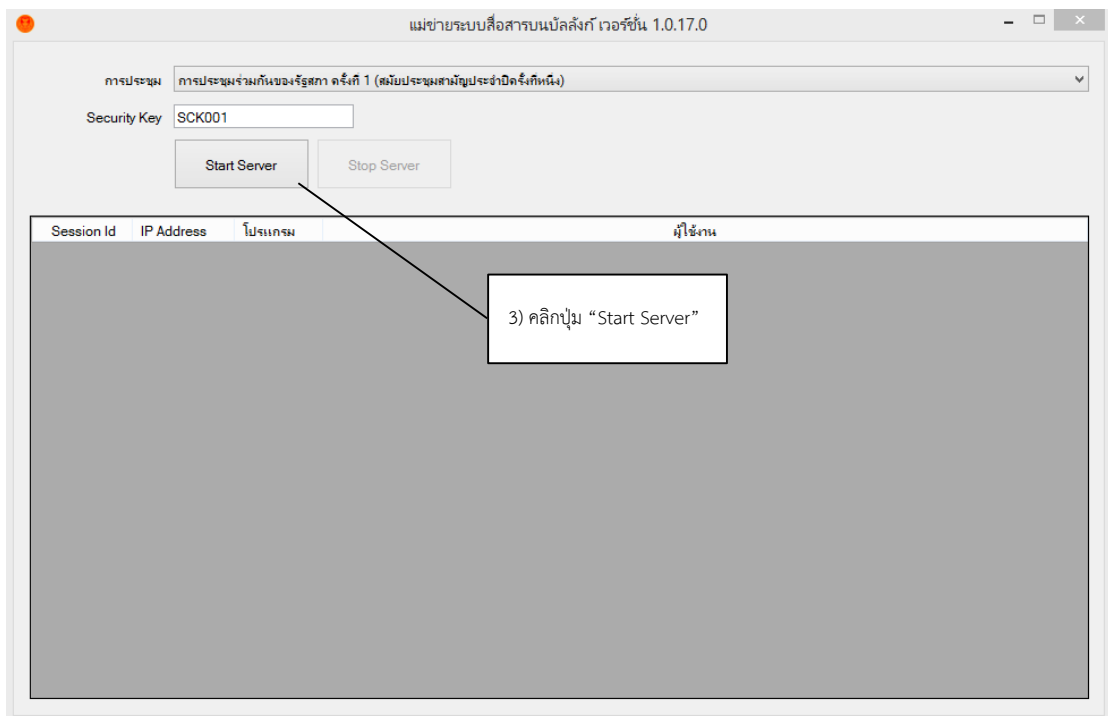 แม่ข่ายระบบสื่อสารบนบัลลังก์ เวอร์ชั่น 1.0.17.0
การประชุม การประชุมร่วมกันของรัฐสภา ครั้งที่ 1 (สมัยประชุมสามัญประจำปีครั้งที่หนึ่ง)
Security Key SCK001
Start Server Stop Server
Session Id IP Address โปรแกรม ผู้ใช้งาน
3) คลิกปุ่ม “Start Server”